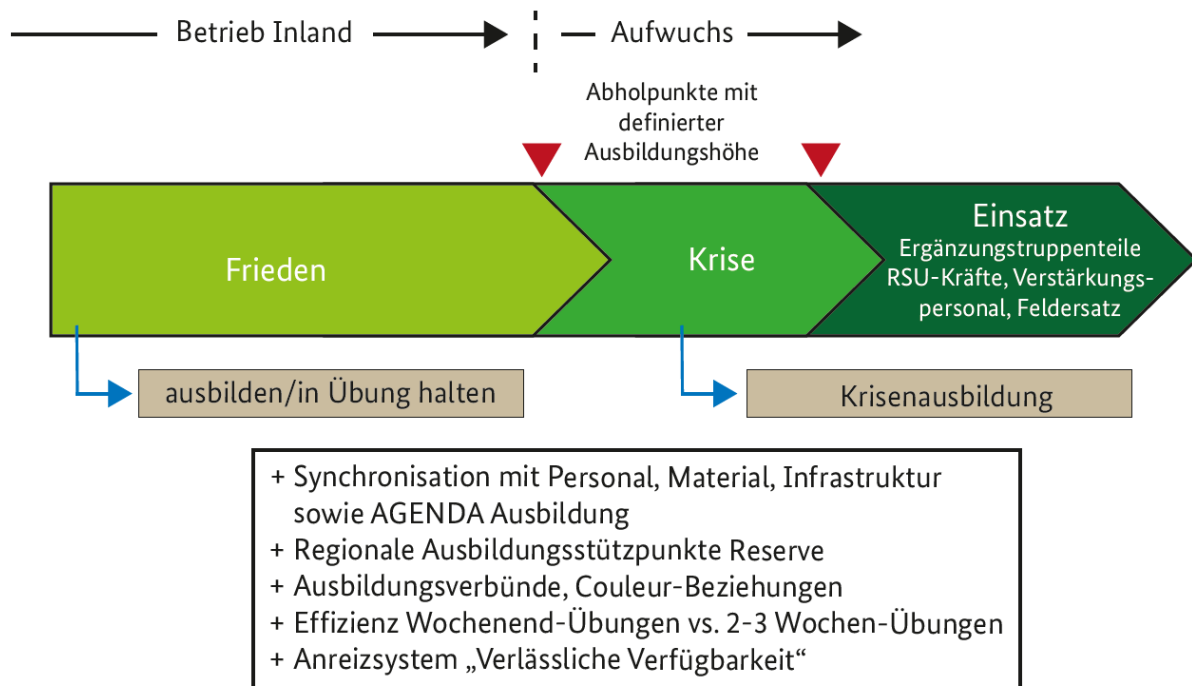 Betrieb Inland
Aufwuchs
Abholpunkte mit
definierter
Ausbildungshöhe
Frieden
Krise
Einsatz
Ergänzungstruppenteile
RSU-Kräfte, Verstärkungs-
personal, Feldersatz
ausbilden/in Übung halten
Krisenausbildung
+ Synchronisation mit Personal, Material, Infrastruktur
sowie AGENDA Ausbildung
+ Regionale Ausbildungsstützpunkte Reserve
+ Ausbildungsverbünde, Couleur-Beziehungen
+ Effizienz Wochenend-Übungen vs. 2-3 Wochen-Übungen
+ Anreizsystem „Verlässliche Verfügbarkeit“